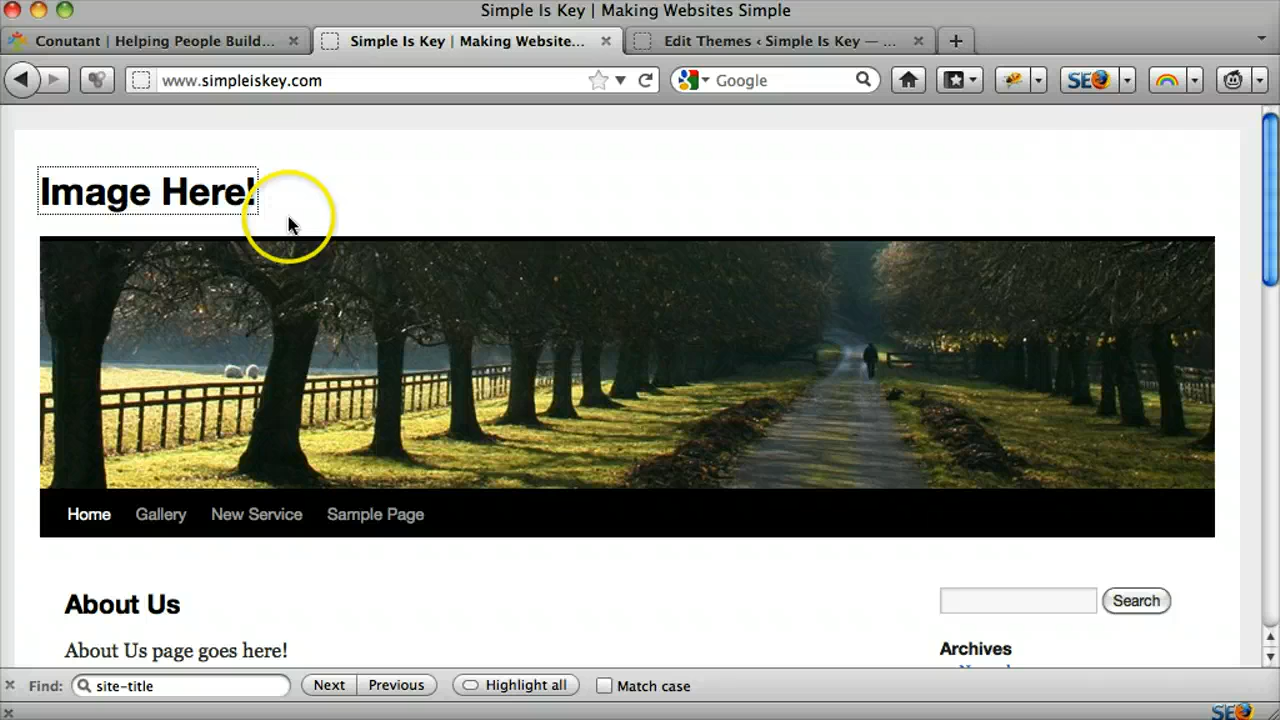 Simple Is Key | Making Websites Simple
Conutant | Helping People Build...
Simple Is Key | Making Website...
Edit Themes ‹ Simple Is Key — ...
www.simpleiskey.com
Google
SEO
Image Here!
Home Gallery New Service Sample Page
About Us
About Us page goes here!
Search
Archives
Find: site-title Next Previous Highlight all Match case
SEO